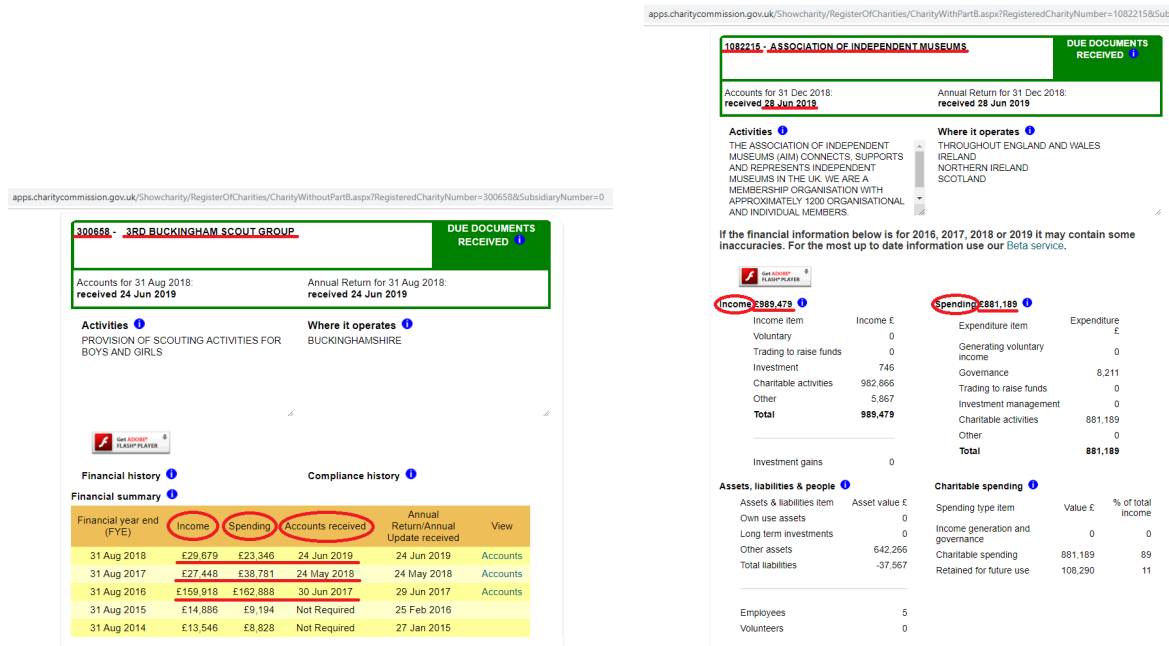 apps.charitycommission.gov.uk/Showcharity/RegisterOfCharities/CharityWithoutPartB.aspx?RegisteredCharityNumber=300658&SubsidiaryNumber=0
300658 - 3RD BUCKINGHAM SCOUT GROUP
DUE DOCUMENTS
RECEIVED i
Accounts for 31 Aug 2018:
received 24 Jun 2019
Annual Return for 31 Aug 2018:
received 24 Jun 2019
Activities i
PROVISION OF SCOUTING ACTIVITIES FOR
BOYS AND GIRLS
Where it operates i
BUCKINGHAMSHIRE
Get ADOBE®
FLASH® PLAYER
Financial history i
Compliance history i
Financial summary i
Financial year end (FYE) Income Spending Accounts received Annual Return/Annual Update received View
31 Aug 2018 £29,679 £23,346 24 Jun 2019 24 Jun 2019 Accounts
31 Aug 2017 £27,448 £38,781 24 May 2018 24 May 2018 Accounts
31 Aug 2016 £159,918 £162,888 30 Jun 2017 29 Jun 2017 Accounts
31 Aug 2015 £14,886 £9,194 Not Required 25 Feb 2016
31 Aug 2014 £13,546 £8,828 Not Required 27 Jan 2015
apps.charitycommission.gov.uk/Showcharity/RegisterOfCharities/CharityWithPartB.aspx?RegisteredCharityNumber=1082215&Sub
1082215 - ASSOCIATION OF INDEPENDENT MUSEUMS
DUE DOCUMENTS
RECEIVED i
Accounts for 31 Dec 2018:
received 28 Jun 2019
Annual Return for 31 Dec 2018:
received 28 Jun 2019
Activities i
THE ASSOCIATION OF INDEPENDENT
MUSEUMS (AIM) CONNECTS, SUPPORTS
AND REPRESENTS INDEPENDENT
MUSEUMS IN THE UK. WE ARE A
MEMBERSHIP ORGANISATION WITH
APPROXIMATELY 1200 ORGANISATIONAL
AND INDIVIDUAL MEMBERS.
Where it operates i
THROUGHOUT ENGLAND AND WALES
IRELAND
NORTHERN IRELAND
SCOTLAND
If the financial information below is for 2016, 2017, 2018 or 2019 it may contain some
inaccuracies. For the most up to date information use our Beta service.
Get ADOBE®
FLASH® PLAYER
Income £989,479 i
Income item Income £
Voluntary 0
Trading to raise funds 0
Investment 746
Charitable activities 982,866
Other 5,867
Total 989,479
Investment gains 0
Spending £881,189 i
Expenditure item Expenditure £
Generating voluntary
income 0
Governance 8,211
Trading to raise funds 0
Investment management 0
Charitable activities 881,189
Other 0
Total 881,189
Assets, liabilities & people i
Assets & liabilities item Asset value £
Own use assets 0
Long term investments 0
Other assets 642,266
Total liabilities -37,567
Employees 5
Volunteers 0
Charitable spending i
Spending type item Value £ % of total income
Income generation and
governance 0 0
Charitable spending 881,189 89
Retained for future use 108,290 11